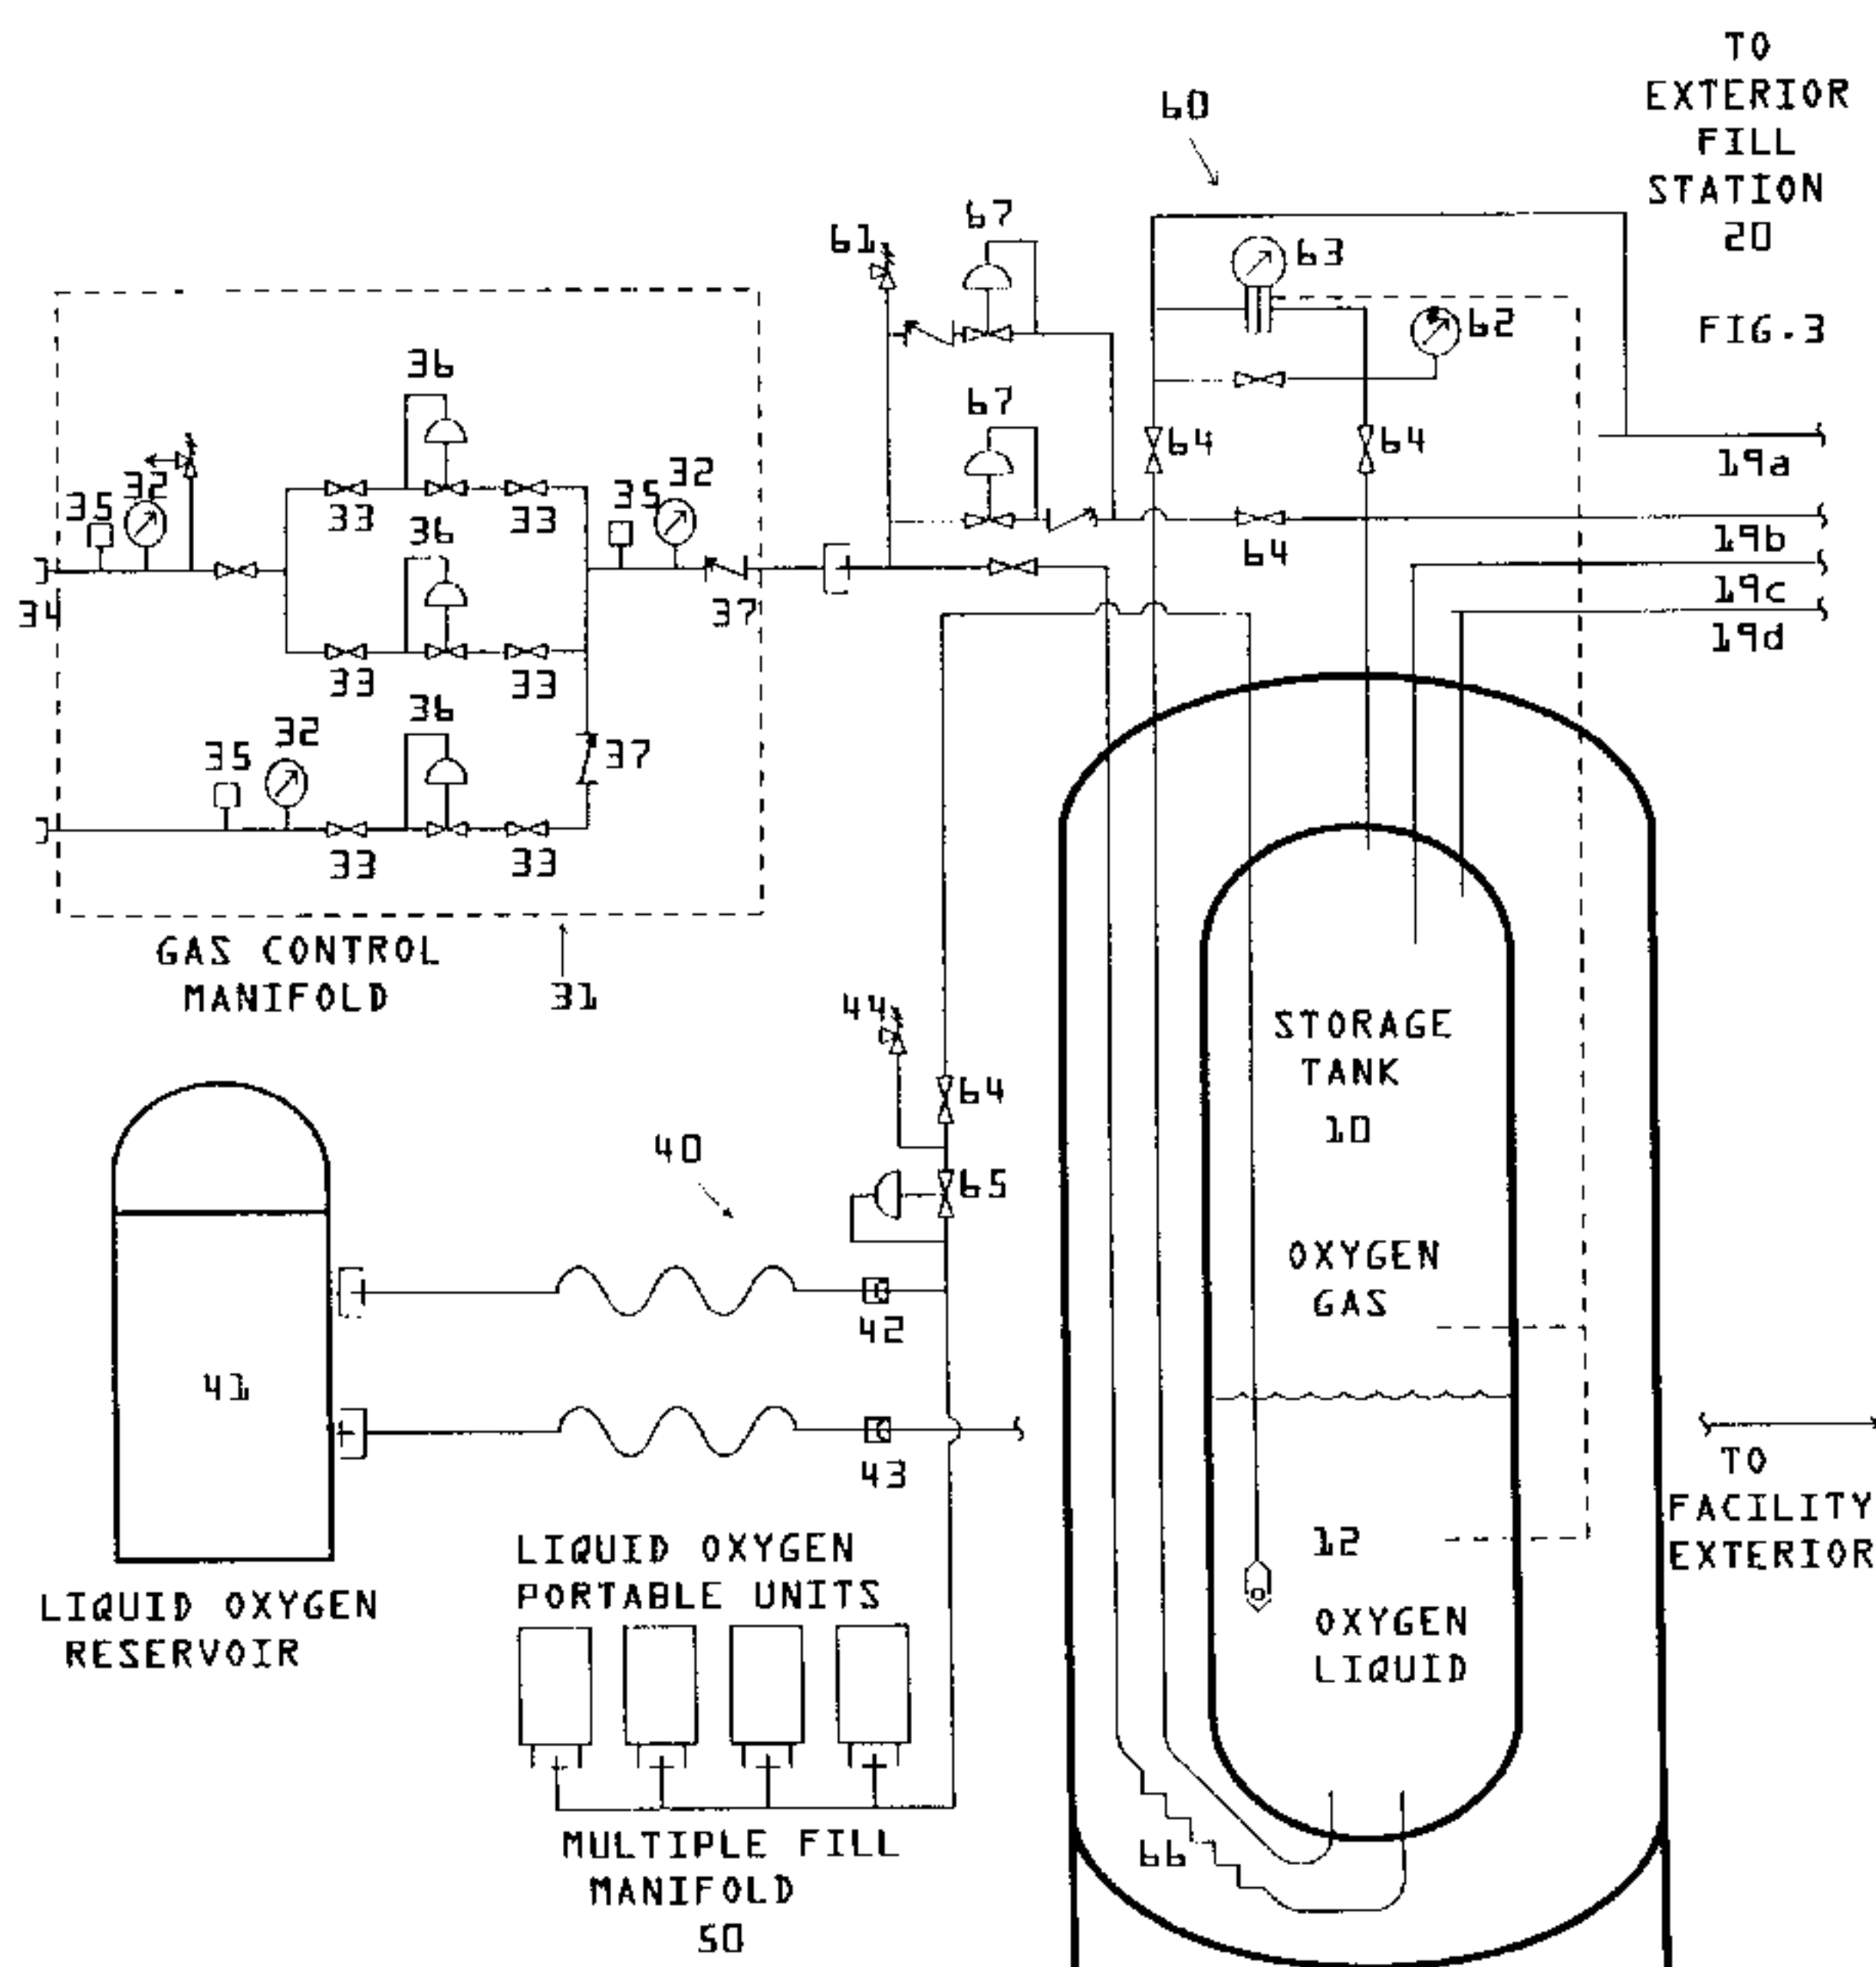 TO
EXTERIOR
FILL
STATION
20
FIG.3
60
61
67
63
62
67
64
64
64
19a
19b
19c
19d
36
32
35
33
33
36
35
32
34
37
33
33
36
32
35
37
33
33
GAS CONTROL
MANIFOLD
31
44
64
65
40
42
41
43
LIQUID OXYGEN
RESERVOIR
LIQUID OXYGEN
PORTABLE UNITS
MULTIPLE FILL
MANIFOLD
50
STORAGE
TANK
10
OXYGEN
GAS
12
OXYGEN
LIQUID
66
TO
FACILITY
EXTERIOR